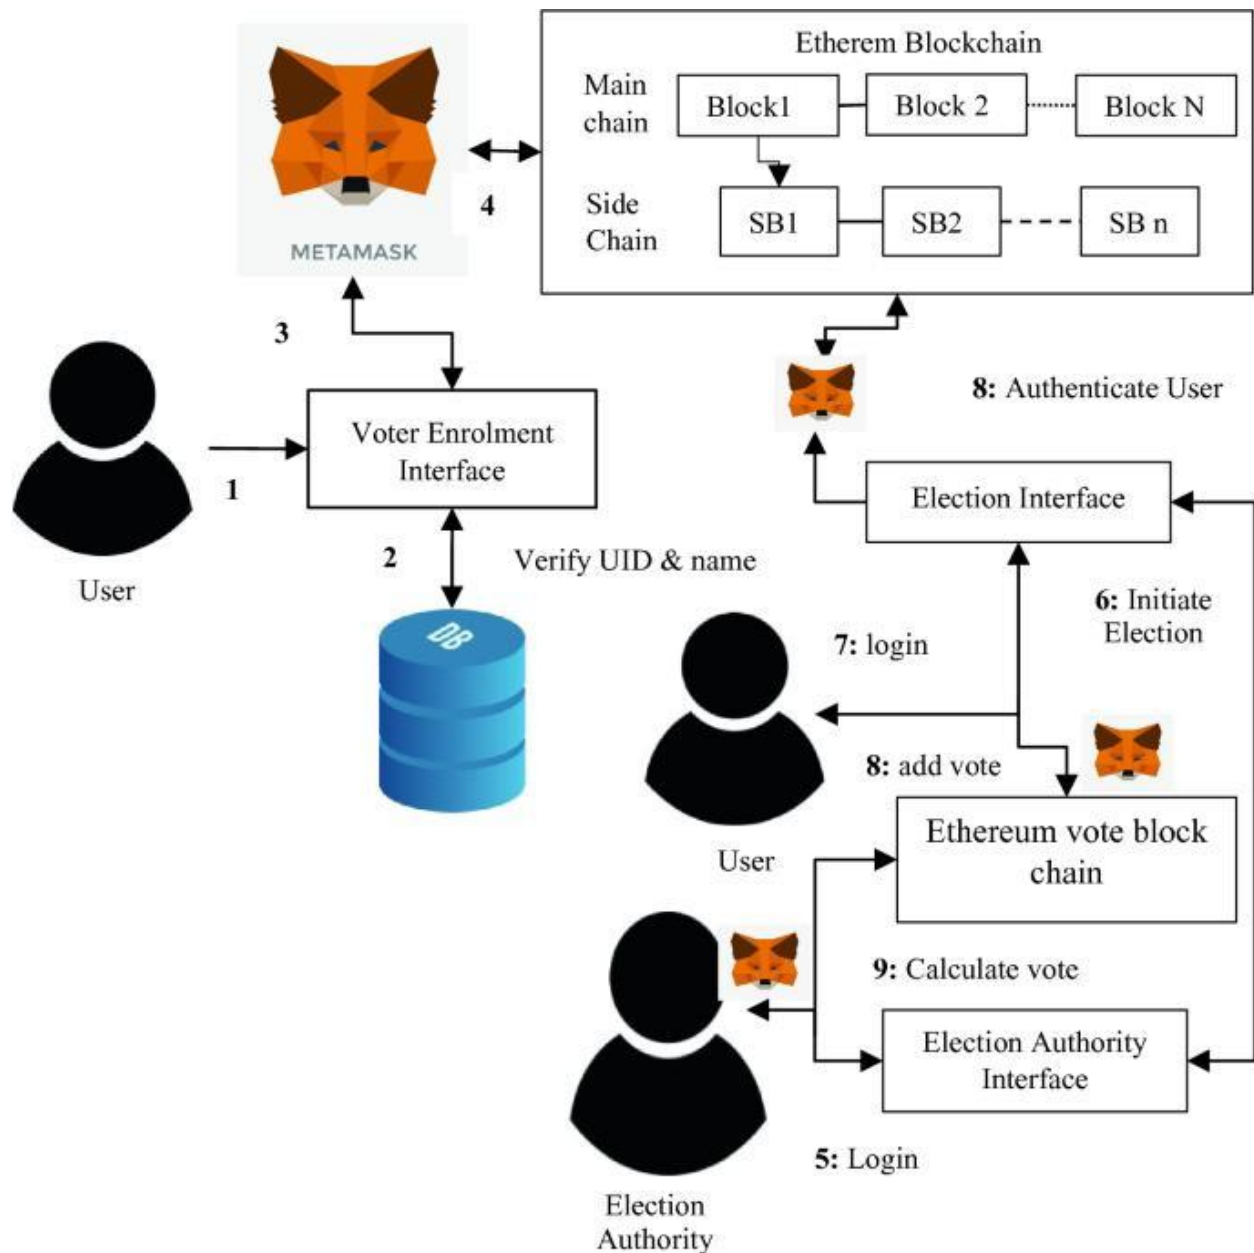 Etherem Blockchain
Main
chain
Block1
Block 2
Block N
Side
Chain
SB1
SB2
SB n
4
METAMASK
3
8: Authenticate User
Voter Enrolment
Interface
1
Election Interface
2
Verify UID & name
User
DB
6: Initiate
Election
7: login
8: add vote
Ethereum vote block
chain
User
9: Calculate vote
Election Authority
Interface
5: Login
Election
Authority